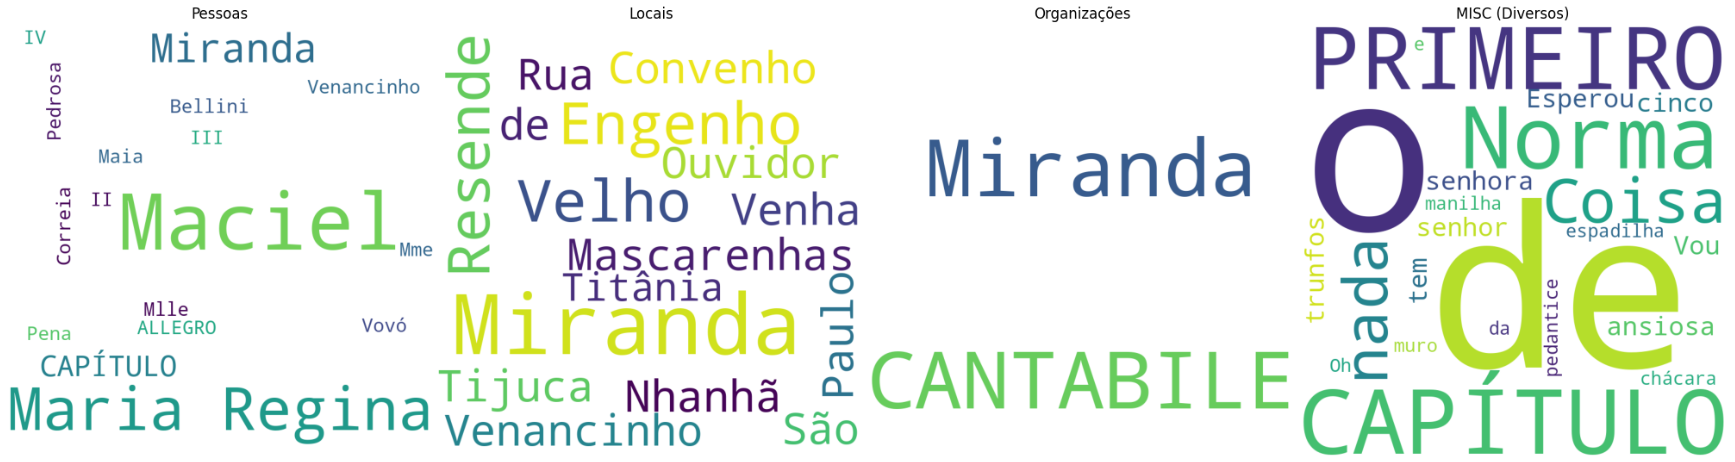 Pessoas
IV
Miranda
Pedrosa
Venancinho
Bellini
III
Maia
Correia
II
Maciel
Mme
Mlle
ALLEGRO
Vovó
Pena
CAPÍTULO
Maria Regina
Locais
Resende
Rua
Convenho
de
Engenho
Ouvidor
Velho
Venha
Mascarenhas
Titânia
Miranda
Paulo
Tijuca
Nhanhã
Venancinho
São
Organizações
Miranda
CANTABILE
MISC (Diversos)
e
PRIMEIRO
Esperou
cinco
O
Norma
senhora
Coisa
manilha
senhor
espadilha
trunfos
nada
tem
de
Vou
da
pedantice
ansiosa
muro
Oh
chácara
CAPÍTULO